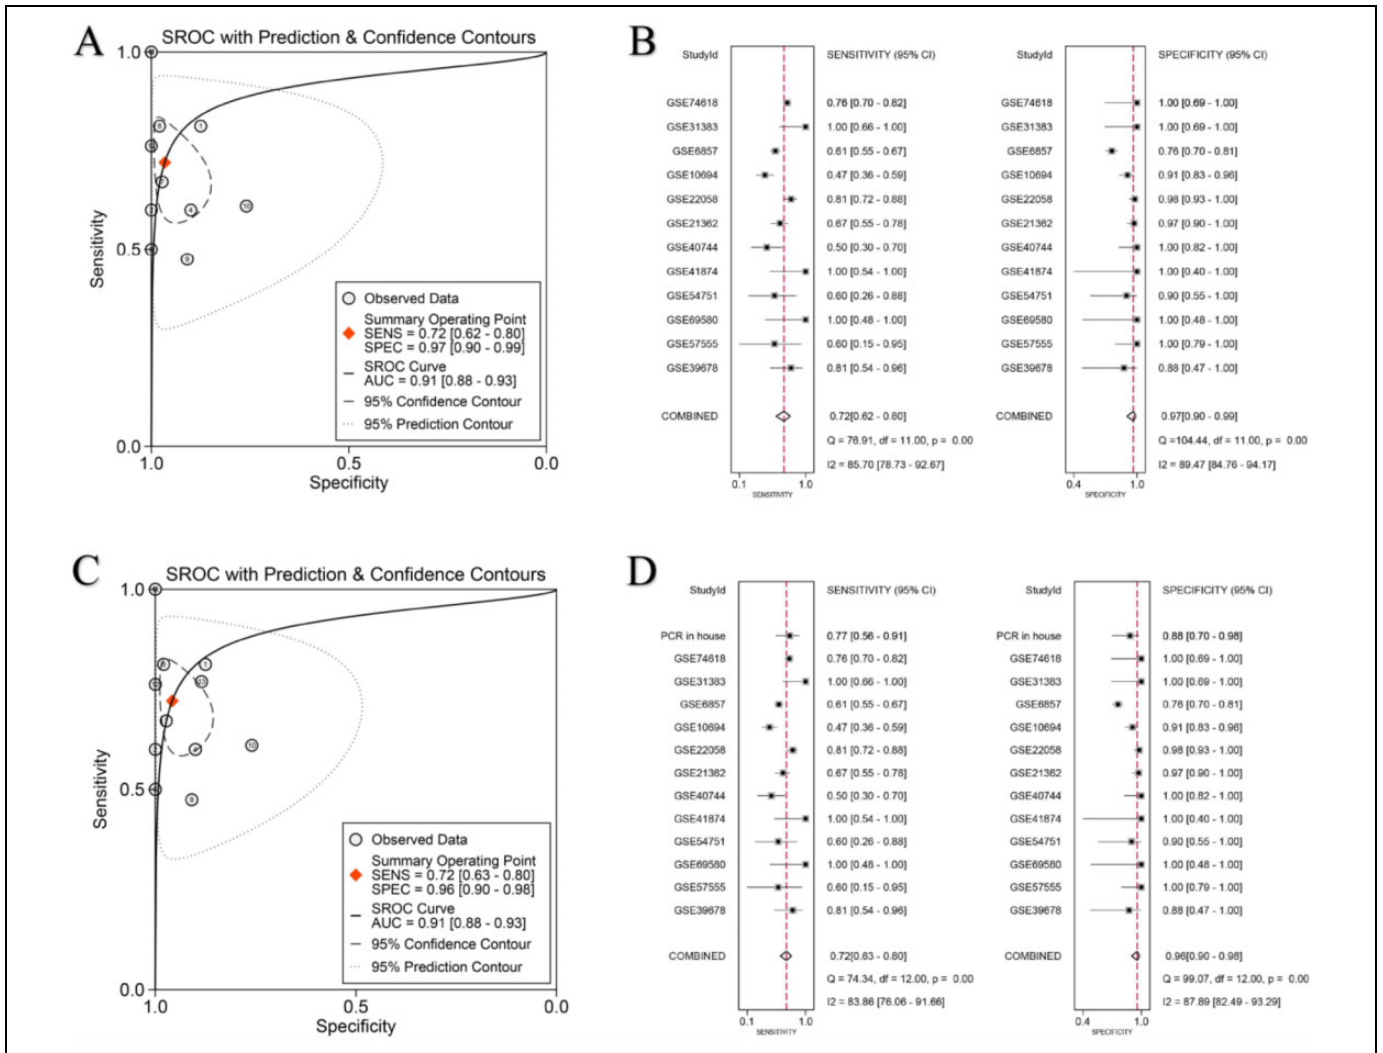 A
SROC with Prediction & Confidence Contours
1.0
0.5
0.0
Sensitivity
1.0
0.5
0.0
Specificity
Observed Data
Summary Operating Point
SENS = 0.72 [0.62 - 0.80]
SPEC = 0.97 [0.90 - 0.99]
SROC Curve
AUC = 0.91 [0.88 - 0.93]
95% Confidence Contour
95% Prediction Contour
B
StudyId SENSITIVITY (95% CI)
GSE74618 0.76 [0.70 - 0.82]
GSE31383 1.00 [0.66 - 1.00]
GSE6857 0.61 [0.55 - 0.67]
GSE10694 0.47 [0.36 - 0.59]
GSE22058 0.81 [0.72 - 0.88]
GSE21362 0.67 [0.55 - 0.78]
GSE40744 0.50 [0.30 - 0.70]
GSE41874 1.00 [0.54 - 1.00]
GSE54751 0.60 [0.26 - 0.88]
GSE69580 1.00 [0.48 - 1.00]
GSE57555 0.60 [0.15 - 0.95]
GSE39678 0.81 [0.54 - 0.96]
COMBINED 0.72[0.62 - 0.80]
Q = 76.91, df = 11.00, p = 0.00
I2 = 85.70 [78.73 - 92.67]
0.1 1.0
SENSITIVITY
StudyId SPECIFICITY (95% CI)
GSE74618 1.00 [0.69 - 1.00]
GSE31383 1.00 [0.69 - 1.00]
GSE6857 0.76 [0.70 - 0.81]
GSE10694 0.91 [0.83 - 0.96]
GSE22058 0.98 [0.93 - 1.00]
GSE21362 0.97 [0.90 - 1.00]
GSE40744 1.00 [0.82 - 1.00]
GSE41874 1.00 [0.40 - 1.00]
GSE54751 0.90 [0.55 - 1.00]
GSE69580 1.00 [0.48 - 1.00]
GSE57555 1.00 [0.79 - 1.00]
GSE39678 0.88 [0.47 - 1.00]
COMBINED 0.97[0.90 - 0.99]
Q =104.44, df = 11.00, p = 0.00
I2 = 89.47 [84.76 - 94.17]
0.4 1.0
SPECIFICITY
C
SROC with Prediction & Confidence Contours
1.0
0.5
0.0
Sensitivity
1.0
0.5
0.0
Specificity
Observed Data
Summary Operating Point
SENS = 0.72 [0.63 - 0.80]
SPEC = 0.96 [0.90 - 0.98]
SROC Curve
AUC = 0.91 [0.88 - 0.93]
95% Confidence Contour
95% Prediction Contour
D
StudyId SENSITIVITY (95% CI)
PCR in house 0.77 [0.56 - 0.91]
GSE74618 0.76 [0.70 - 0.82]
GSE31383 1.00 [0.66 - 1.00]
GSE6857 0.61 [0.55 - 0.67]
GSE10694 0.47 [0.36 - 0.59]
GSE22058 0.81 [0.72 - 0.88]
GSE21362 0.67 [0.55 - 0.78]
GSE40744 0.50 [0.30 - 0.70]
GSE41874 1.00 [0.54 - 1.00]
GSE54751 0.60 [0.26 - 0.88]
GSE69580 1.00 [0.48 - 1.00]
GSE57555 0.60 [0.15 - 0.95]
GSE39678 0.81 [0.54 - 0.96]
COMBINED 0.72[0.63 - 0.80]
Q = 74.34, df = 12.00, p = 0.00
I2 = 83.86 [76.06 - 91.66]
0.1 1.0
SENSITIVITY
StudyId SPECIFICITY (95% CI)
PCR in house 0.88 [0.70 - 0.98]
GSE74618 1.00 [0.69 - 1.00]
GSE31383 1.00 [0.69 - 1.00]
GSE6857 0.76 [0.70 - 0.81]
GSE10694 0.91 [0.83 - 0.96]
GSE22058 0.98 [0.93 - 1.00]
GSE21362 0.97 [0.90 - 1.00]
GSE40744 1.00 [0.82 - 1.00]
GSE41874 1.00 [0.40 - 1.00]
GSE54751 0.90 [0.55 - 1.00]
GSE69580 1.00 [0.48 - 1.00]
GSE57555 1.00 [0.79 - 1.00]
GSE39678 0.88 [0.47 - 1.00]
COMBINED 0.96[0.90 - 0.98]
Q = 99.07, df = 12.00, p = 0.00
I2 = 87.89 [82.49 - 93.29]
0.4 1.0
SPECIFICITY